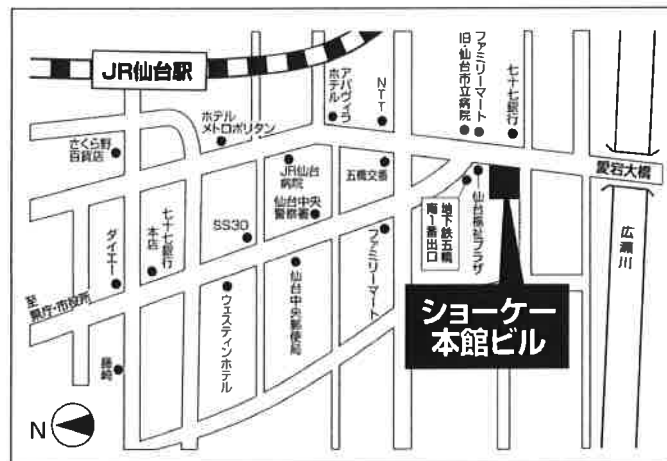 JR仙台駅
ホテル
メトロポリタン
アパヴィラ
ホテル
NTT
旧・仙台市立病院
ファミリーマート
七十七銀行
さくら野
百貨店
JR仙台
病院
五橋交番
愛宕大橋
仙台中央
警察署
地下鉄五橋
南1番出口
仙台福祉プラザ
広瀬川
ダイエー
七十七銀行
本店
SS30
ファミリーマート
至
県庁・市役所
ウェスティンホテル
仙台中央郵便局
ショーケー
本館ビル
藤崎
N